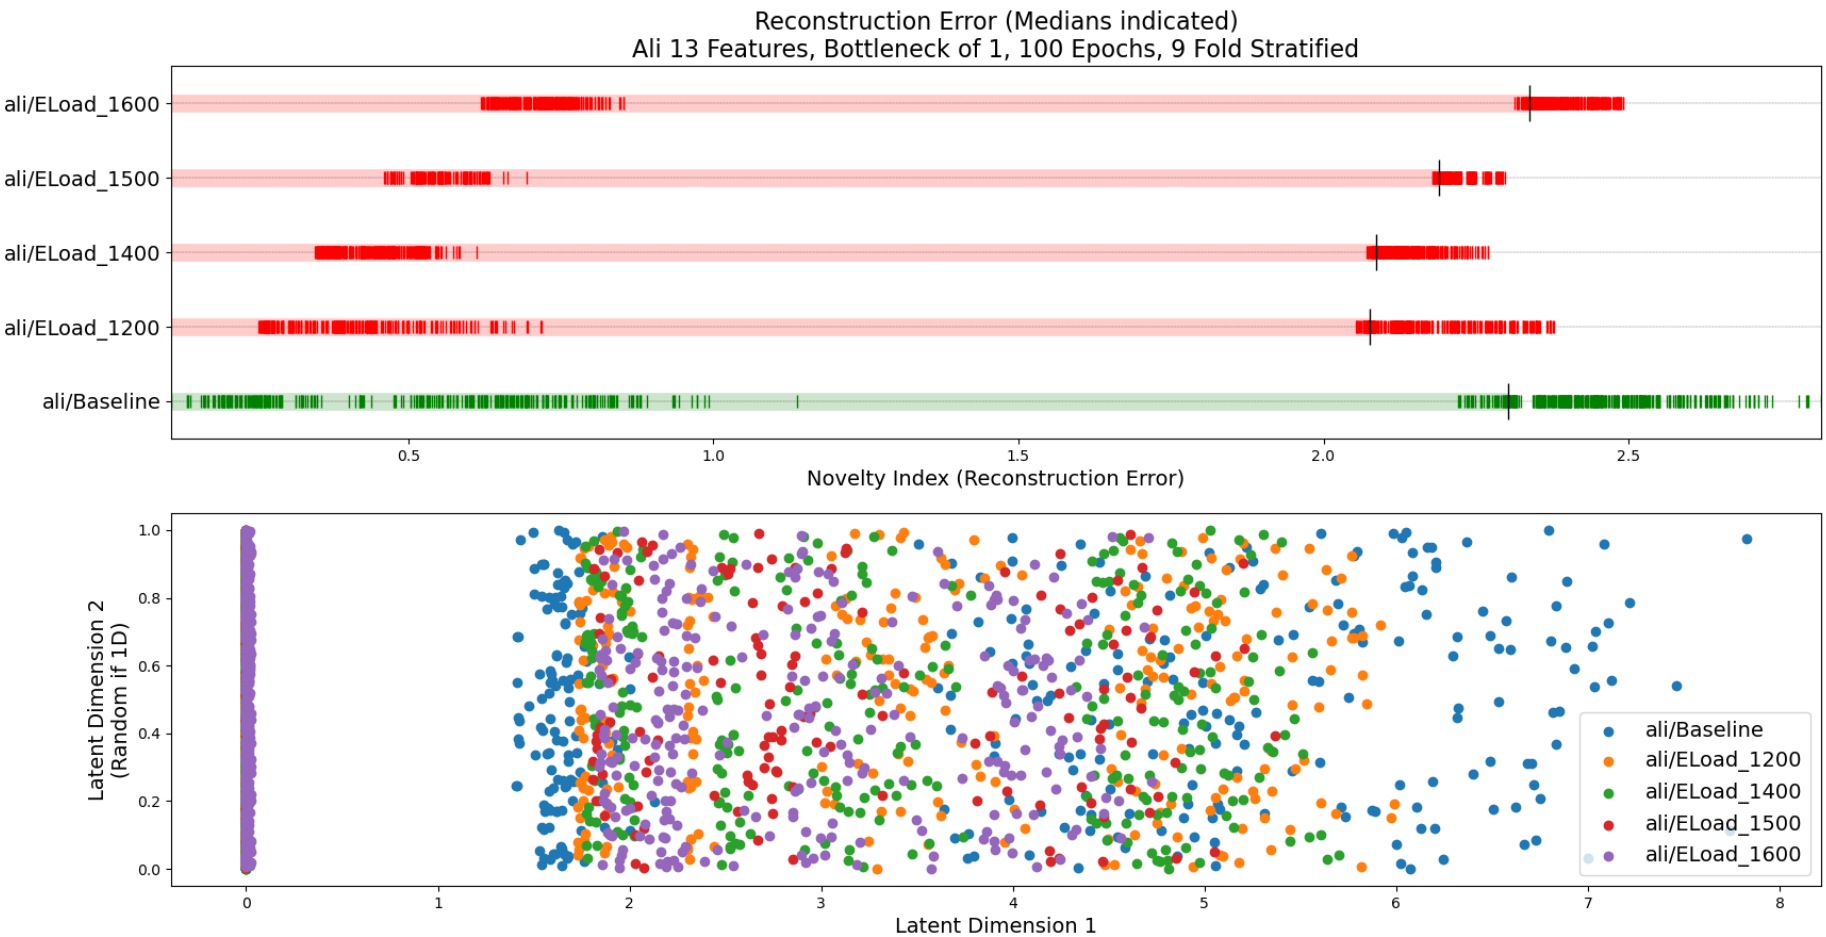 Reconstruction Error (Medians indicated)
Ali 13 Features, Bottleneck of 1, 100 Epochs, 9 Fold Stratified
ali/ELoad_1600
ali/ELoad_1500
ali/ELoad_1400
ali/ELoad_1200
ali/Baseline
0.5 1.0 1.5 2.0 2.5
Novelty Index (Reconstruction Error)
Latent Dimension 2
(Random if 1D)
1.0
0.8
0.6
0.4
0.2
0.0
ali/Baseline
ali/ELoad_1200
ali/ELoad_1400
ali/ELoad_1500
ali/ELoad_1600
0 1 2 3 4 5 6 7 8
Latent Dimension 1